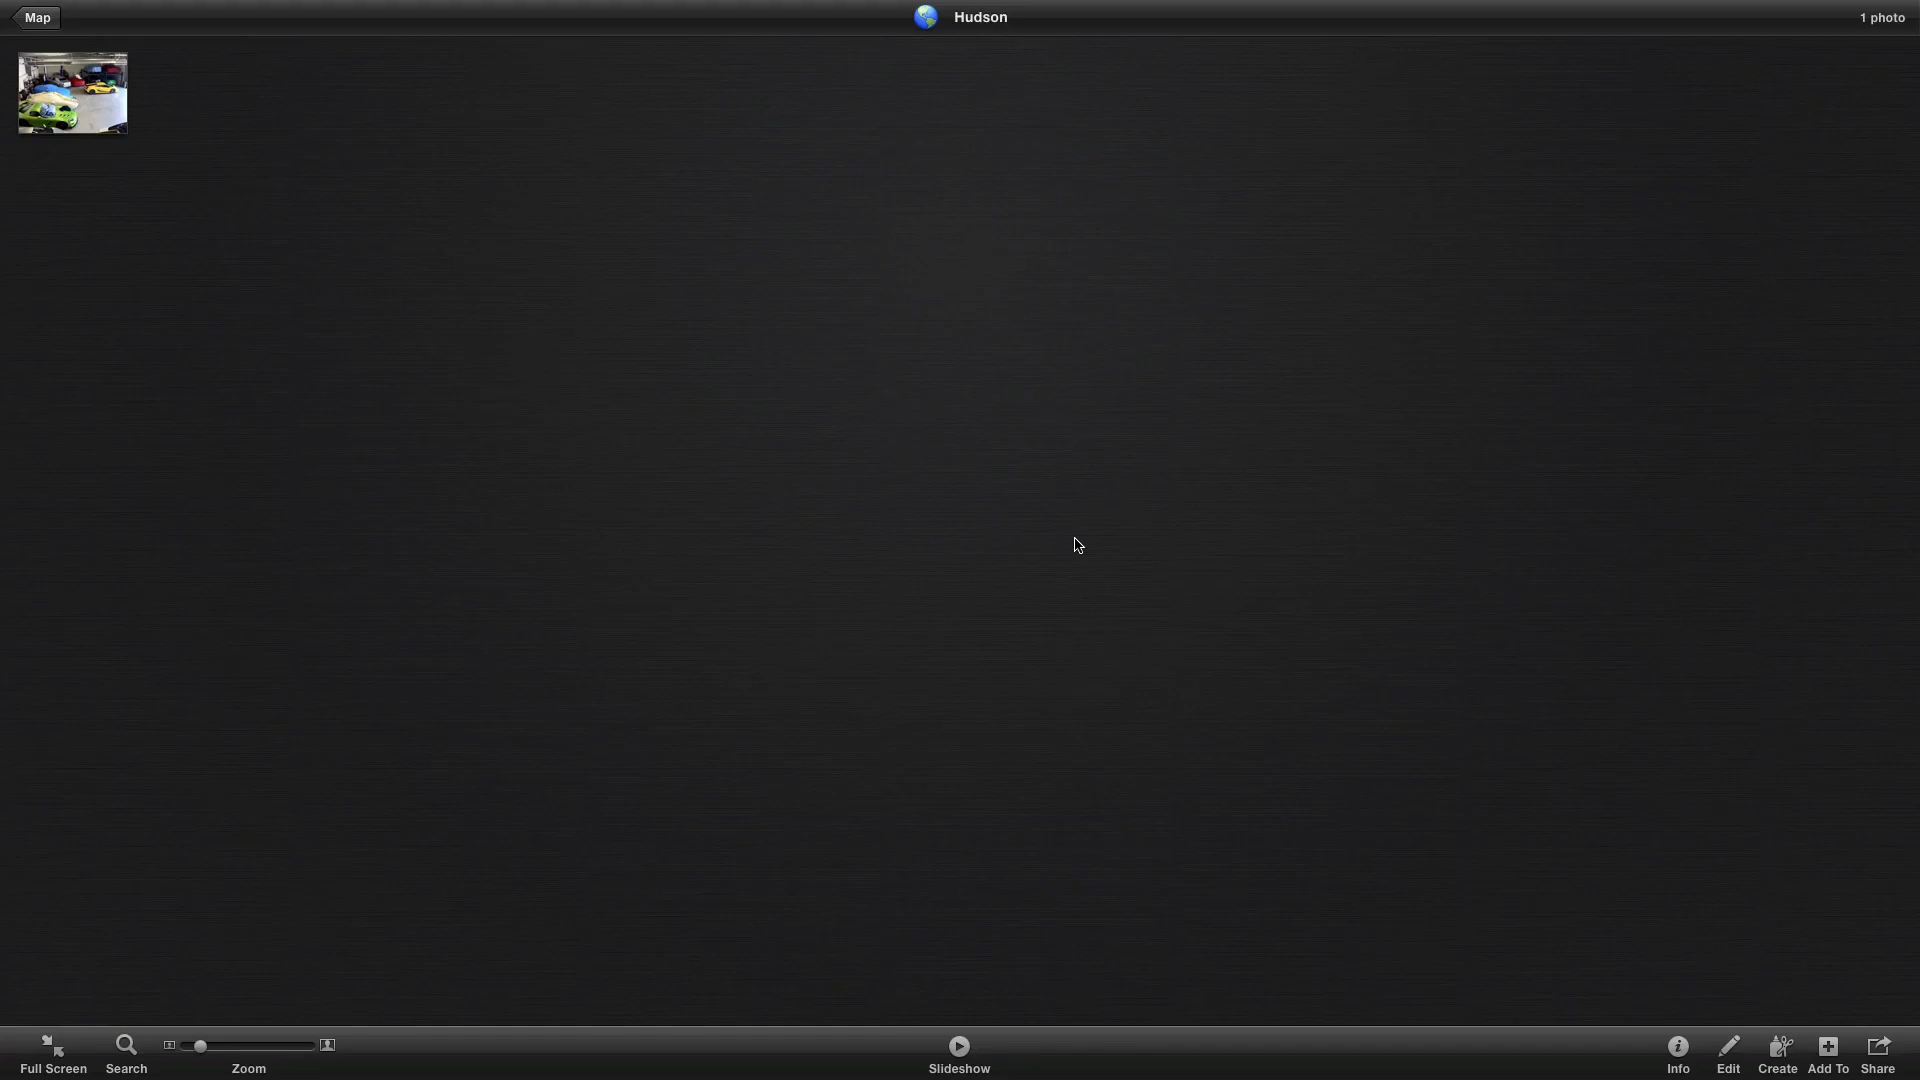 Map
Hudson
1 photo
Full Screen
Search
Zoom
Slideshow
Info
Edit
Create
Add To
Share